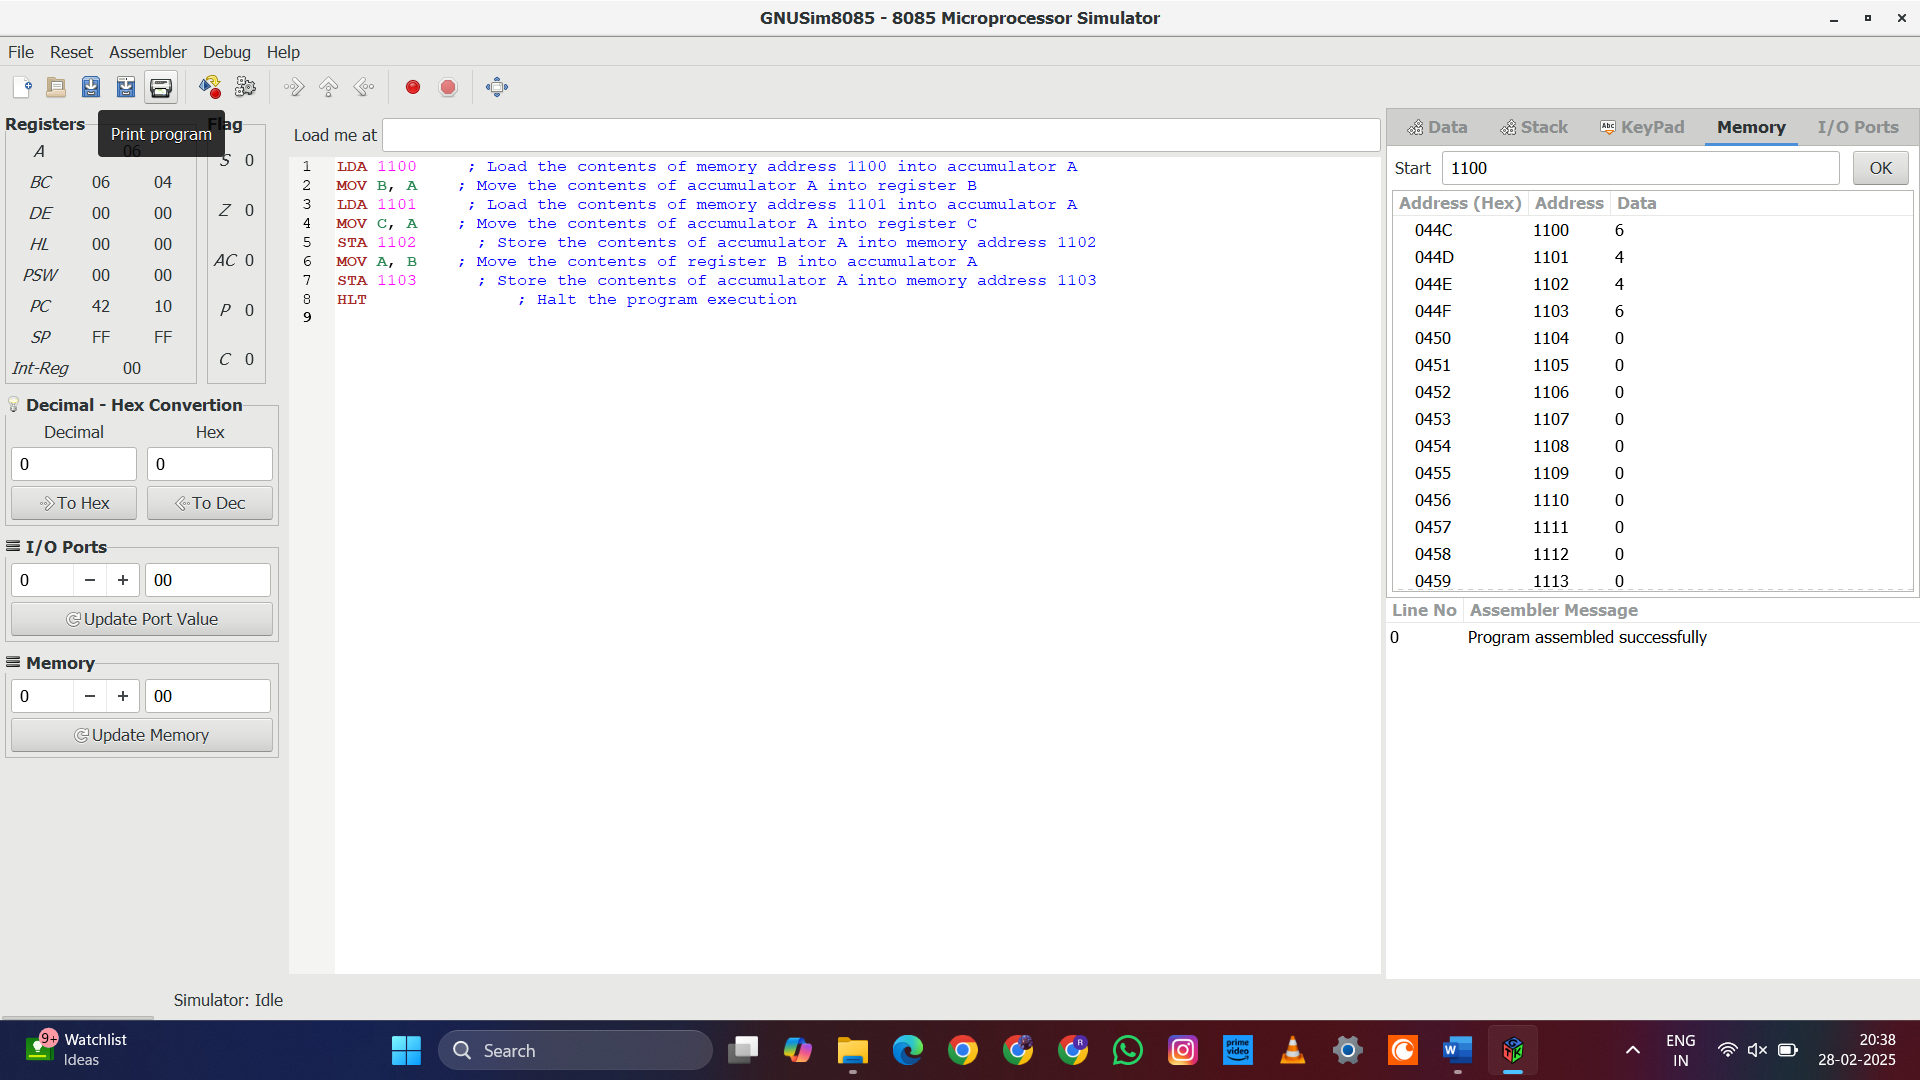 GNUSim8085 - 8085 Microprocessor Simulator
File Reset Assembler Debug Help
Registers
Flag
Print program
A 06
BC 06 04
DE 00 00
HL 00 00
PSW 00 00
PC 42 10
SP FF FF
Int-Reg 00
S 0
Z 0
AC 0
P 0
C 0
Decimal - Hex Convertion
Decimal Hex
0 0
To Hex To Dec
I/O Ports
0 − + 00
Update Port Value
Memory
0 − + 00
Update Memory
Load me at
1 LDA 1100 ; Load the contents of memory address 1100 into accumulator A
2 MOV B, A ; Move the contents of accumulator A into register B
3 LDA 1101 ; Load the contents of memory address 1101 into accumulator A
4 MOV C, A ; Move the contents of accumulator A into register C
5 STA 1102 ; Store the contents of accumulator A into memory address 1102
6 MOV A, B ; Move the contents of register B into accumulator A
7 STA 1103 ; Store the contents of accumulator A into memory address 1103
8 HLT ; Halt the program execution
9
Data Stack Abc KeyPad Memory I/O Ports
Start 1100 OK
Address (Hex) Address Data
044C 1100 6
044D 1101 4
044E 1102 4
044F 1103 6
0450 1104 0
0451 1105 0
0452 1106 0
0453 1107 0
0454 1108 0
0455 1109 0
0456 1110 0
0457 1111 0
0458 1112 0
0459 1113 0
Line No Assembler Message
0 Program assembled successfully
Simulator: Idle
9+ Watchlist
Ideas
Search
R
prime video
W
ENG
IN
20:38
28-02-2025